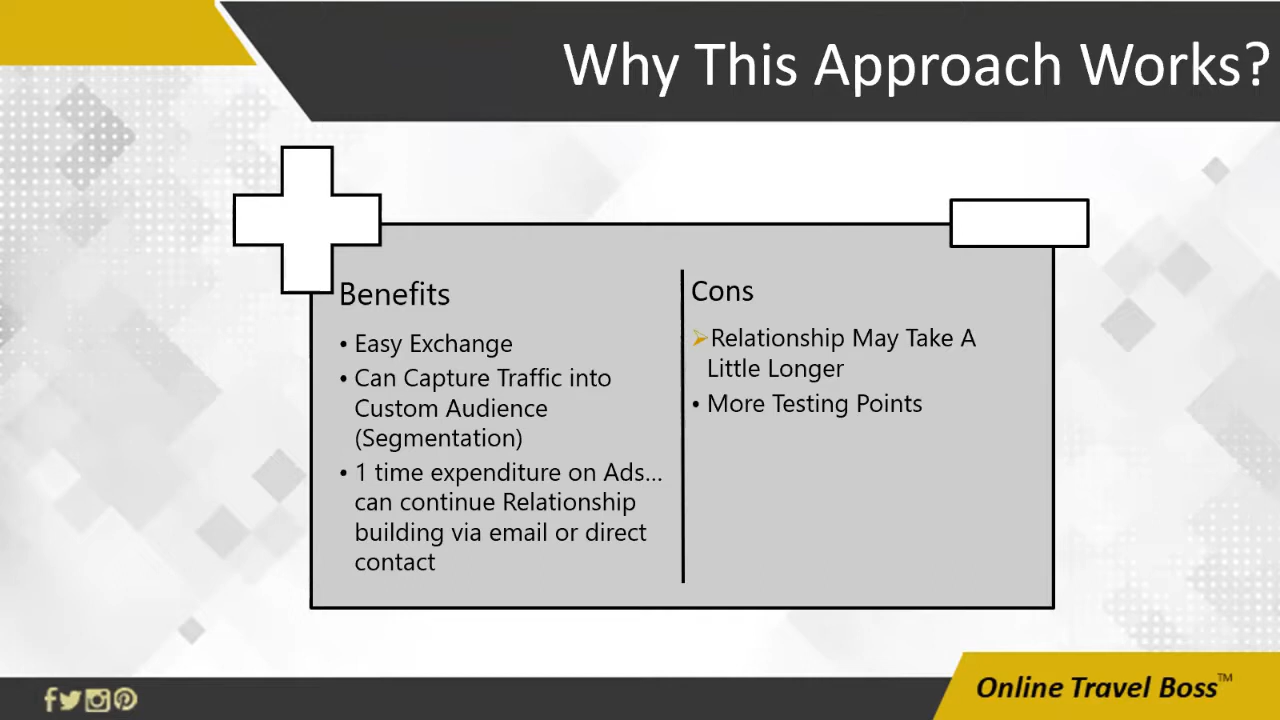 Why This Approach Works?
Benefits
• Easy Exchange
• Can Capture Traffic into
Custom Audience
(Segmentation)
• 1 time expenditure on Ads...
can continue Relationship
building via email or direct
contact
Cons
➢Relationship May Take A
Little Longer
• More Testing Points
Online Travel Boss™